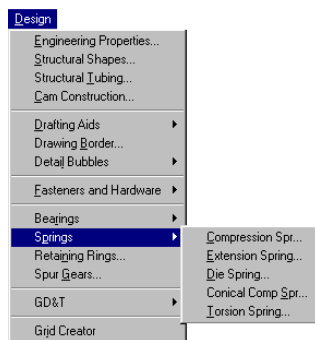 Design
Engineering Properties...
Structural Shapes...
Structural Tubing...
Cam Construction...
Drafting Aids
Drawing Border...
Detail Bubbles
Fasteners and Hardware
Bearings
Springs
Retaining Rings...
Spur Gears...
GD&T
Grid Creator
Compression Spr...
Extension Spring...
Die Spring...
Conical Comp Spr...
Torsion Spring...